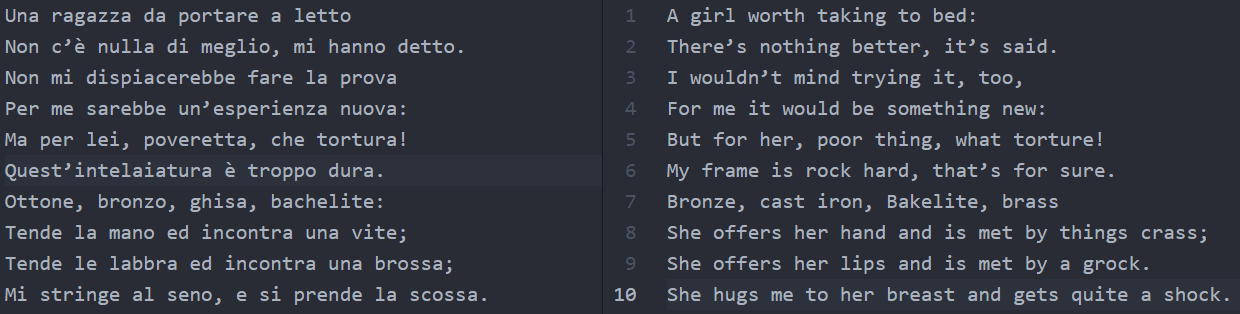 Una ragazza da portare a letto
Non c’è nulla di meglio, mi hanno detto.
Non mi dispiacerebbe fare la prova
Per me sarebbe un’esperienza nuova:
Ma per lei, poveretta, che tortura!
Quest’intelaiatura è troppo dura.
Ottone, bronzo, ghisa, bachelite:
Tende la mano ed incontra una vite;
Tende le labbra ed incontra una brossa;
Mi stringe al seno, e si prende la scossa.
1 A girl worth taking to bed:
2 There’s nothing better, it’s said.
3 I wouldn’t mind trying it, too,
4 For me it would be something new:
5 But for her, poor thing, what torture!
6 My frame is rock hard, that’s for sure.
7 Bronze, cast iron, Bakelite, brass
8 She offers her hand and is met by things crass;
9 She offers her lips and is met by a grock.
10 She hugs me to her breast and gets quite a shock.